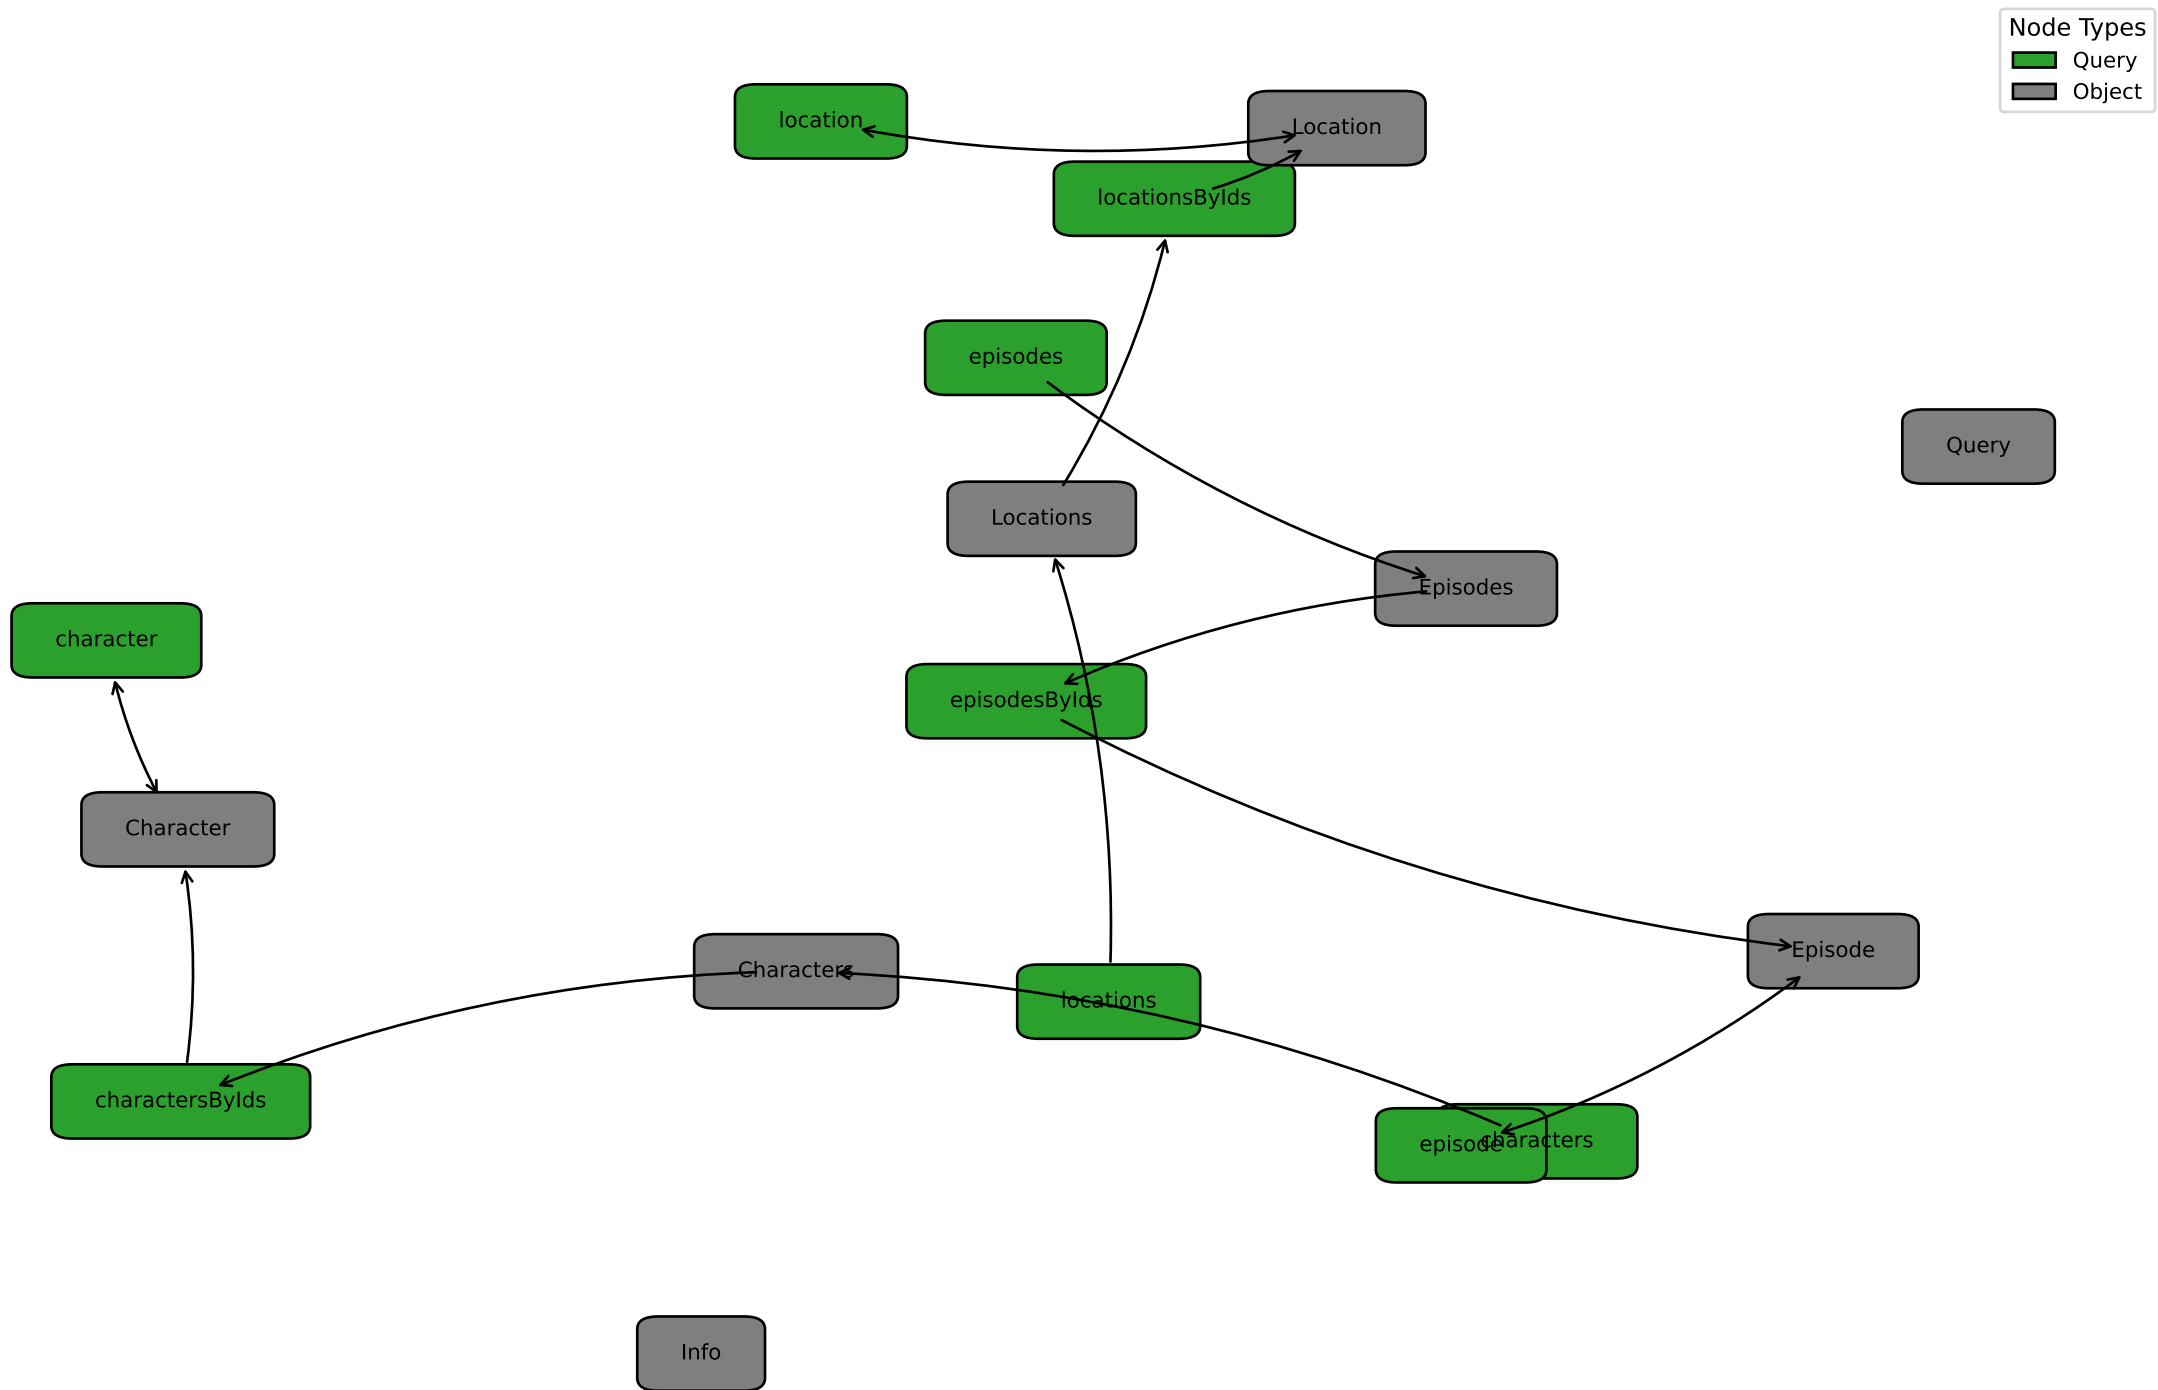 Node Types
Query
Object
location
Location
locationsByIds
episodes
Query
Locations
Episodes
character
episodesByIds
Character
Episode
Characters
locations
charactersByIds
episode
characters
Info